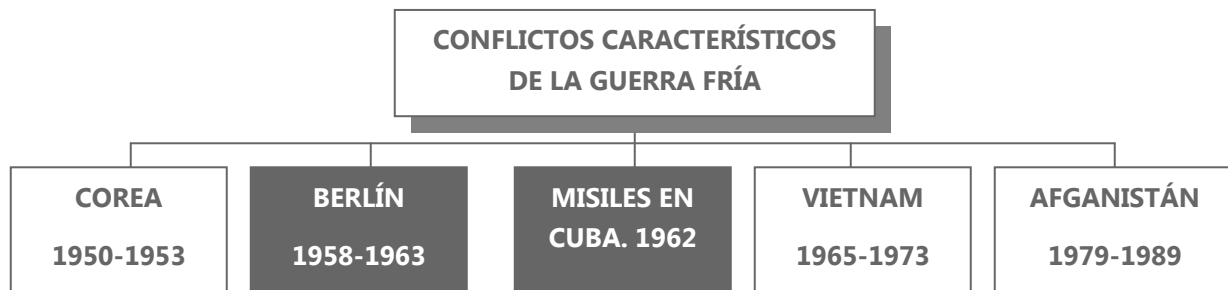 CONFLICTOS CARACTERÍSTICOS
DE LA GUERRA FRÍA
COREA
1950-1953
BERLÍN
1958-1963
MISILES EN
CUBA. 1962
VIETNAM
1965-1973
AFGANISTÁN
1979-1989